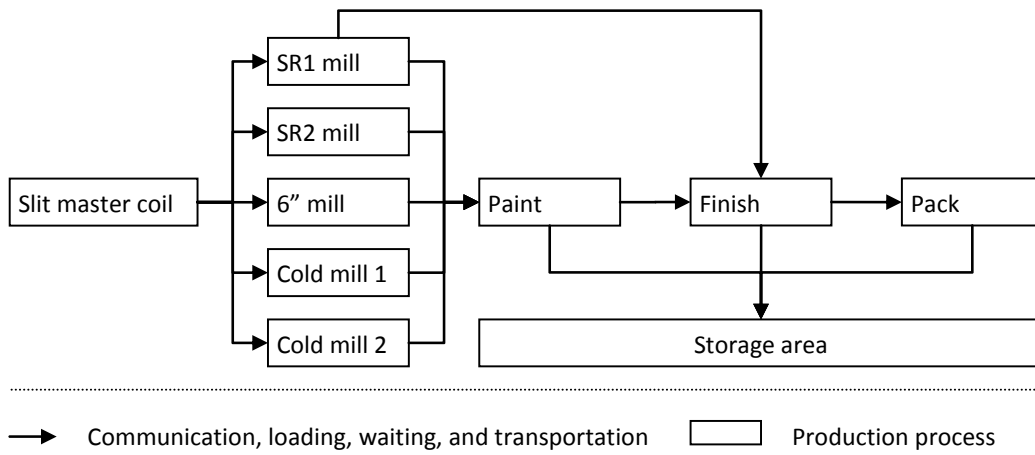 SR1 mill
SR2 mill
Slit master coil
6” mill
Paint
Finish
Pack
Cold mill 1
Cold mill 2
Storage area
Communication, loading, waiting, and transportation
Production process